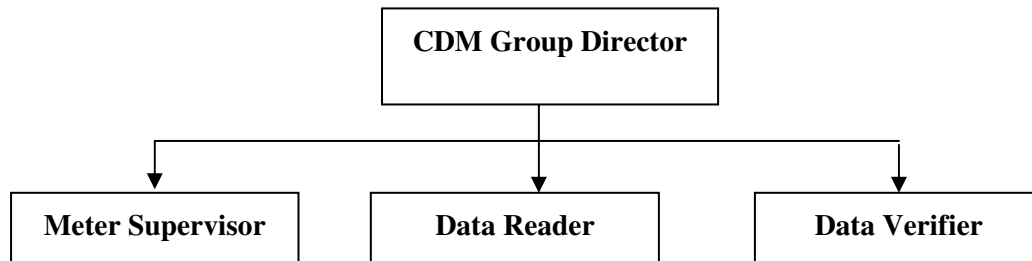 CDM Group Director
Meter Supervisor
Data Reader
Data Verifier